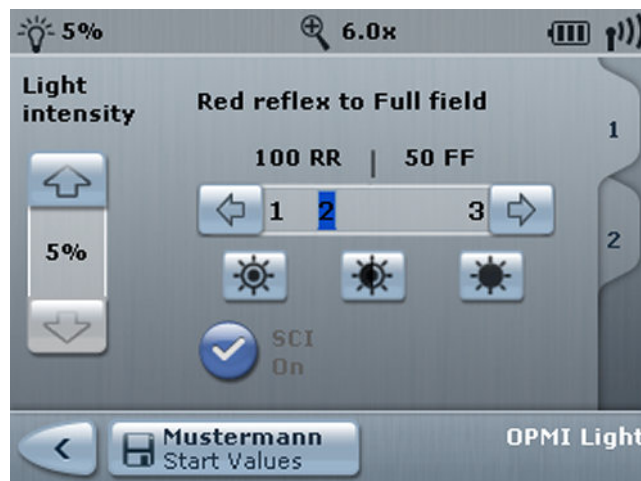 5% 6.0x
Light
intensity
Red reflex to Full field
1
100 RR | 50 FF
1 2 3
5%
2
SCI
On
Mustermann
Start Values
OPMI Light